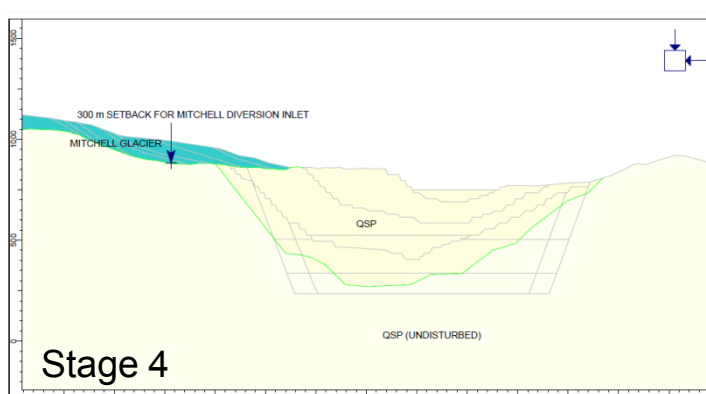 1500
300 m SETBACK FOR MITCHELL DIVERSION INLET
1000
MITCHELL GLACIER
QSP
500
QSP (UNDISTURBED)
0
Stage 4